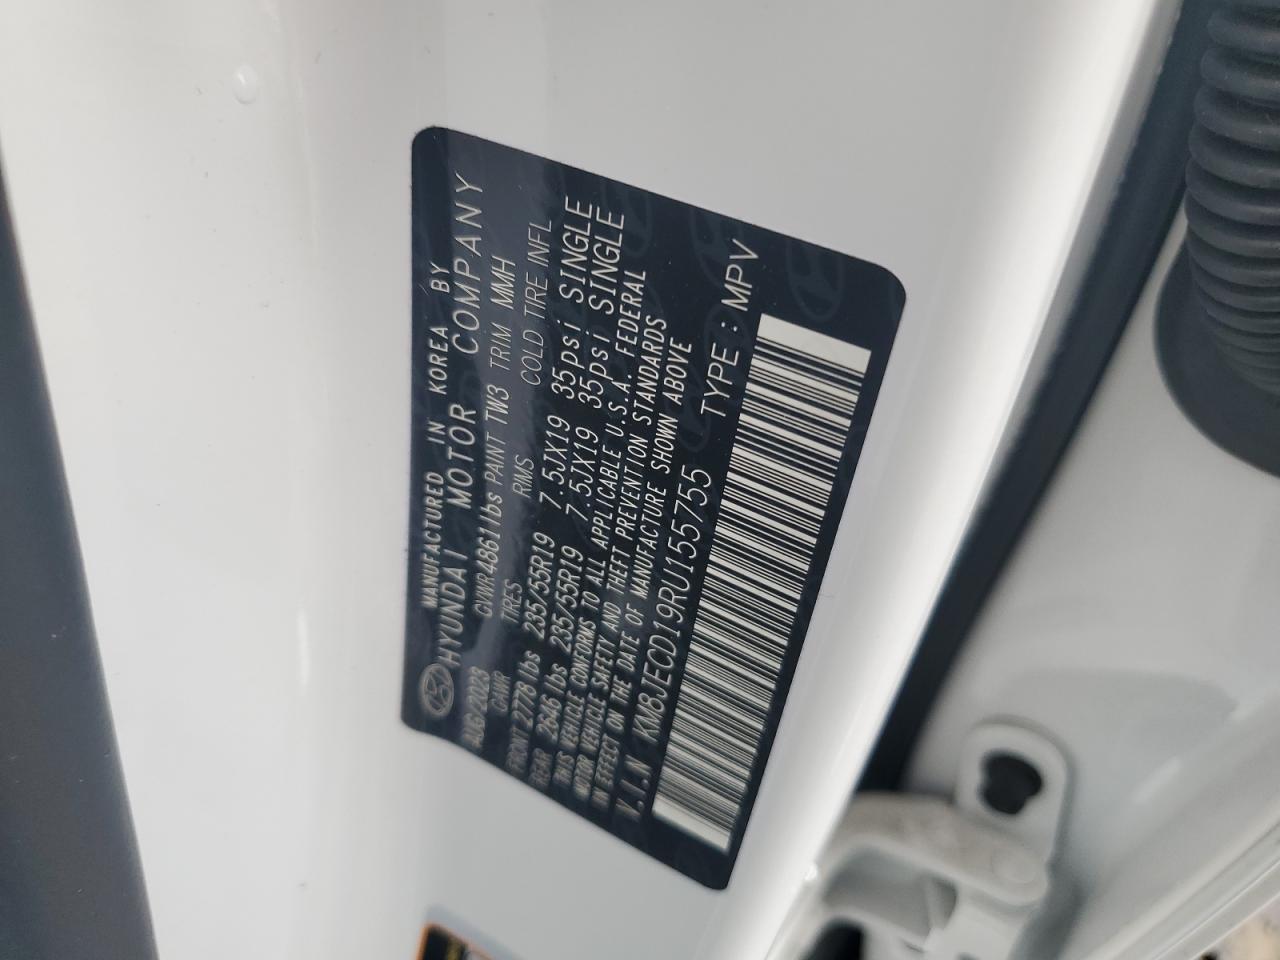 MANUFACTURED IN KOREA BY
HYUNDAI MOTOR COMPANY
AUG/2023 GVWR 4861lbs PAINT TW3 TRIM MMH
GAWR TIRES RIMS COLD TIRE INFL
FRONT 2778 lbs 235/55R19 7.5JX19 35psi SINGLE
REAR 2646 lbs 235/55R19 7.5JX19 35psi SINGLE
THIS VEHICLE CONFORMS TO ALL APPLICABLE U.S.A. FEDERAL
MOTOR VEHICLE SAFETY AND THEFT PREVENTION STANDARDS
IN EFFECT ON THE DATE OF MANUFACTURE SHOWN ABOVE
V.I.N KM8JECD19RU155755 TYPE : MPV